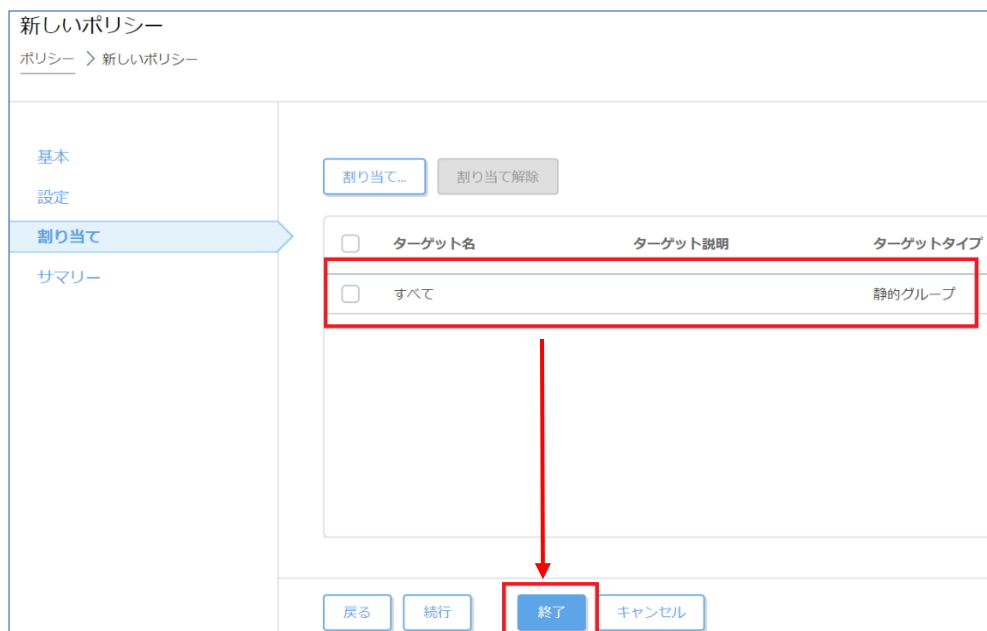 新しいポリシー
ポリシー > 新しいポリシー
基本
設定
割り当て
サマリー
割り当て... 割り当て解除
ターゲット名 ターゲット説明 ターゲットタイプ
すべて 静的グループ
戻る 続行 終了 キャンセル